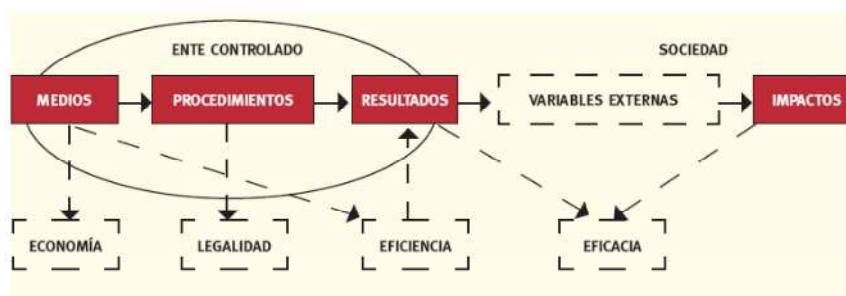 ENTE CONTROLADO
SOCIEDAD
MEDIOS
PROCEDIMIENTOS
RESULTADOS
VARIABLES EXTERNAS
IMPACTOS
ECONOMÍA
LEGALIDAD
EFICIENCIA
EFICACIA